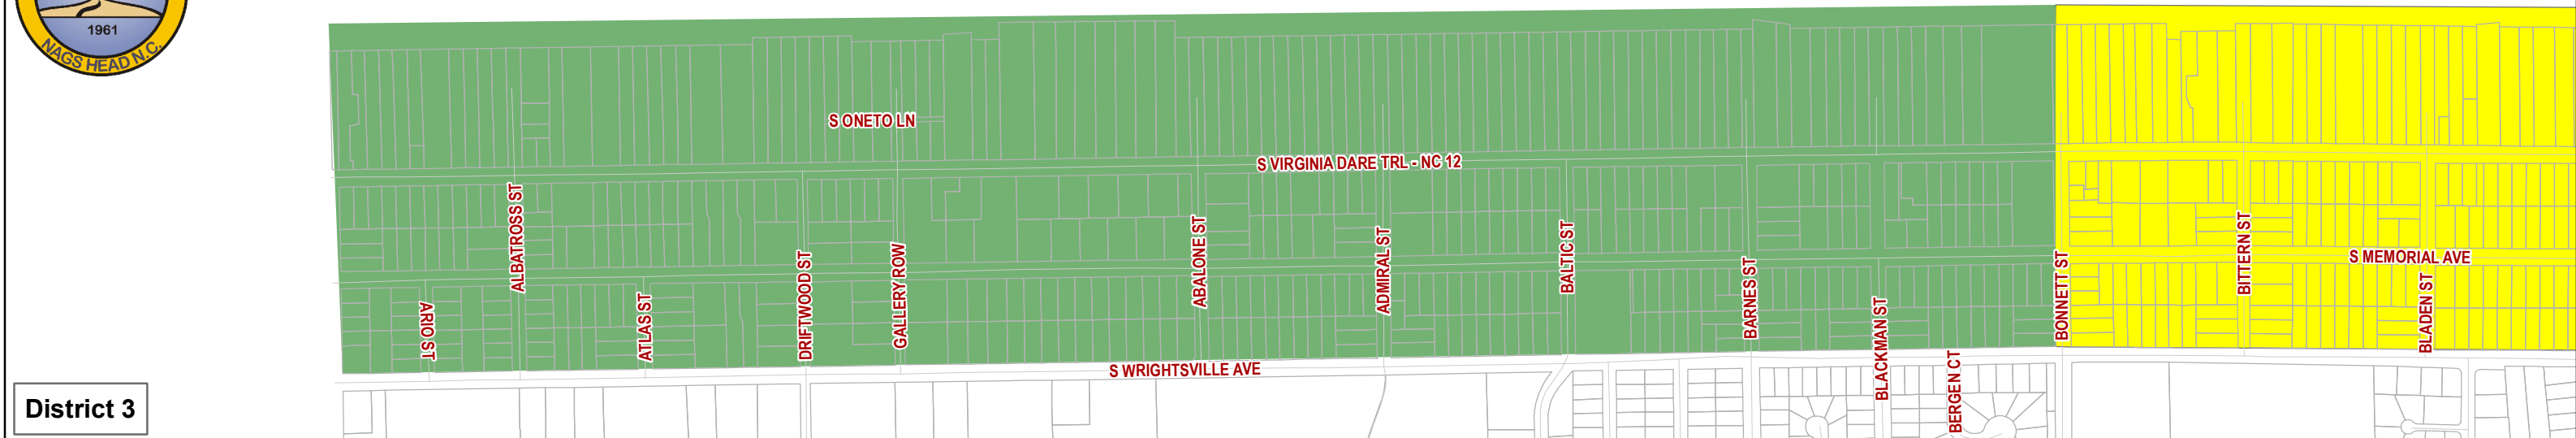 1961
NAGS HEAD N.C.
S ONETO LN
S VIRGINIA DARE TRL - NC 12
ALBATROSS ST
ABALONE ST
ADMIRAL ST
BALTIC ST
BITTERN ST
DRIFTWOOD ST
GALLERY ROW
BARNES ST
BONNETT ST
S MEMORIAL AVE
ARIO ST
ATLAS ST
BLACKMAN ST
BLADEN ST
S WRIGHTSVILLE AVE
BERGEN CT
District 3